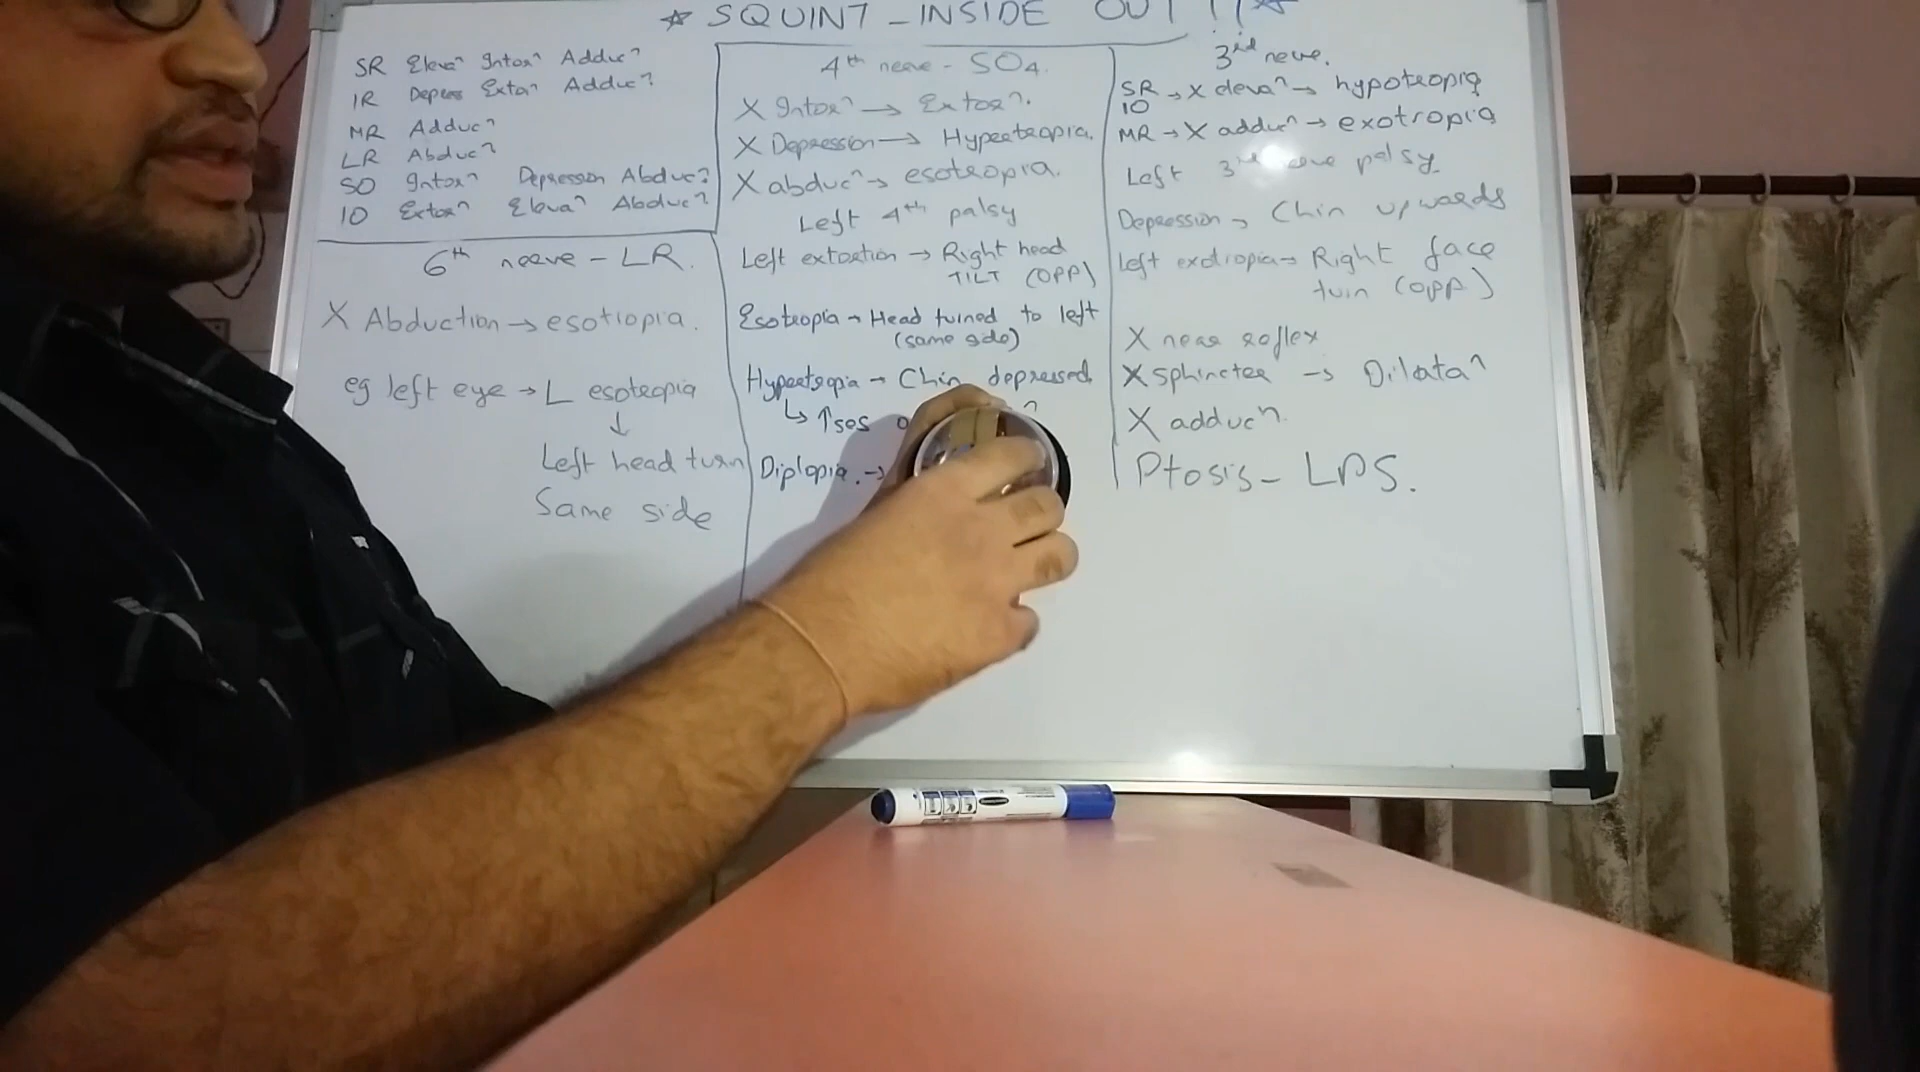 ☆ SQUINT - INSIDE OUT !! ☆
SR Elevaⁿ Intorⁿ Adducⁿ
IR Depress Extorⁿ Adducⁿ
MR Adducⁿ
LR Abducⁿ
SO Intorⁿ Depression Abducⁿ
IO Extorⁿ Elevaⁿ Abducⁿ
6th nerve - LR.
X Abduction → esotropia.
eg left eye → L esotropia
↓
Left head turn
Same side
4th nerve - SO4.
X Intorⁿ → Extorⁿ.
X Depression → Hypertropia.
X abducⁿ → esotropia.
Left 4th palsy
Left extortion → Right head
TILT (OPP)
Esotropia → Head turned to left
(same side)
Hypertropia → Chin depressed
↳ ↑ses
Diplopia. →
3rd nerve.
SR
IO → X elevaⁿ → hypotropia
MR → X adducⁿ → exotropia
Left 3rd nerve palsy
Depression → Chin upwards
left exotropia → Right face
turn (opp)
X near reflex
X sphincter → Dilataⁿ
X adducⁿ
Ptosis - LPS.